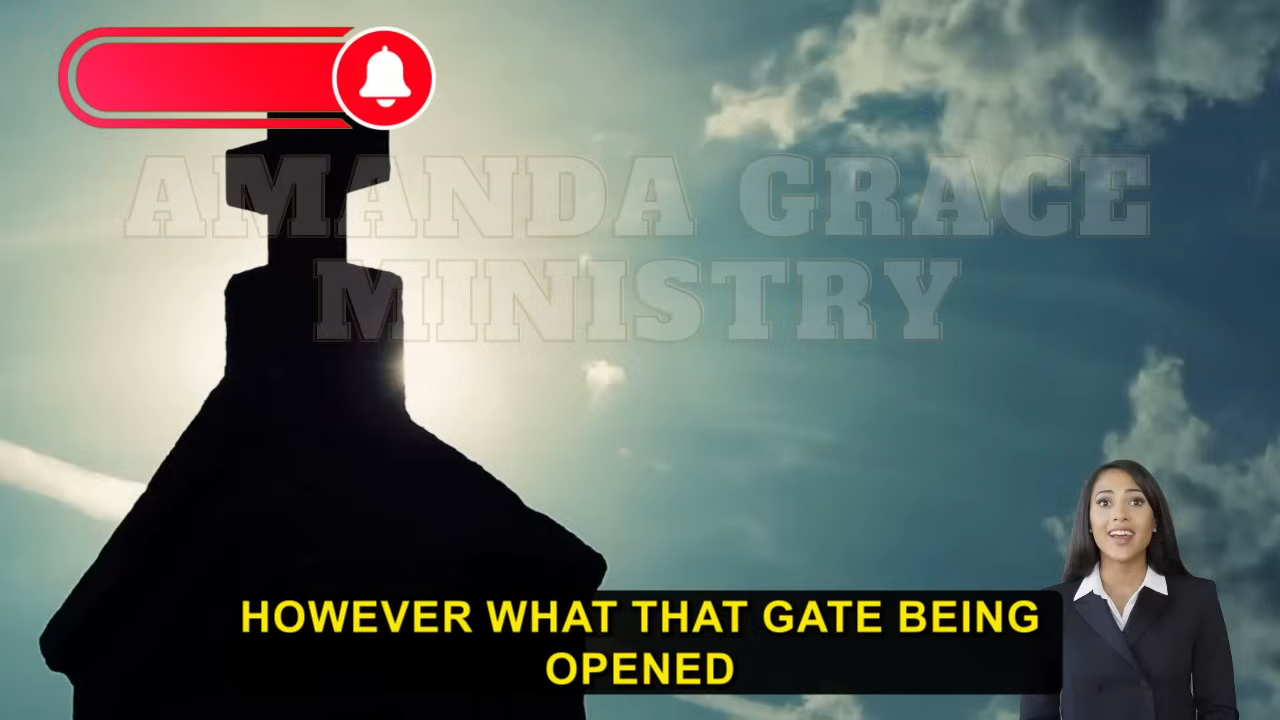 AMANDA GRACE
MINISTRY
HOWEVER WHAT THAT GATE BEING
OPENED